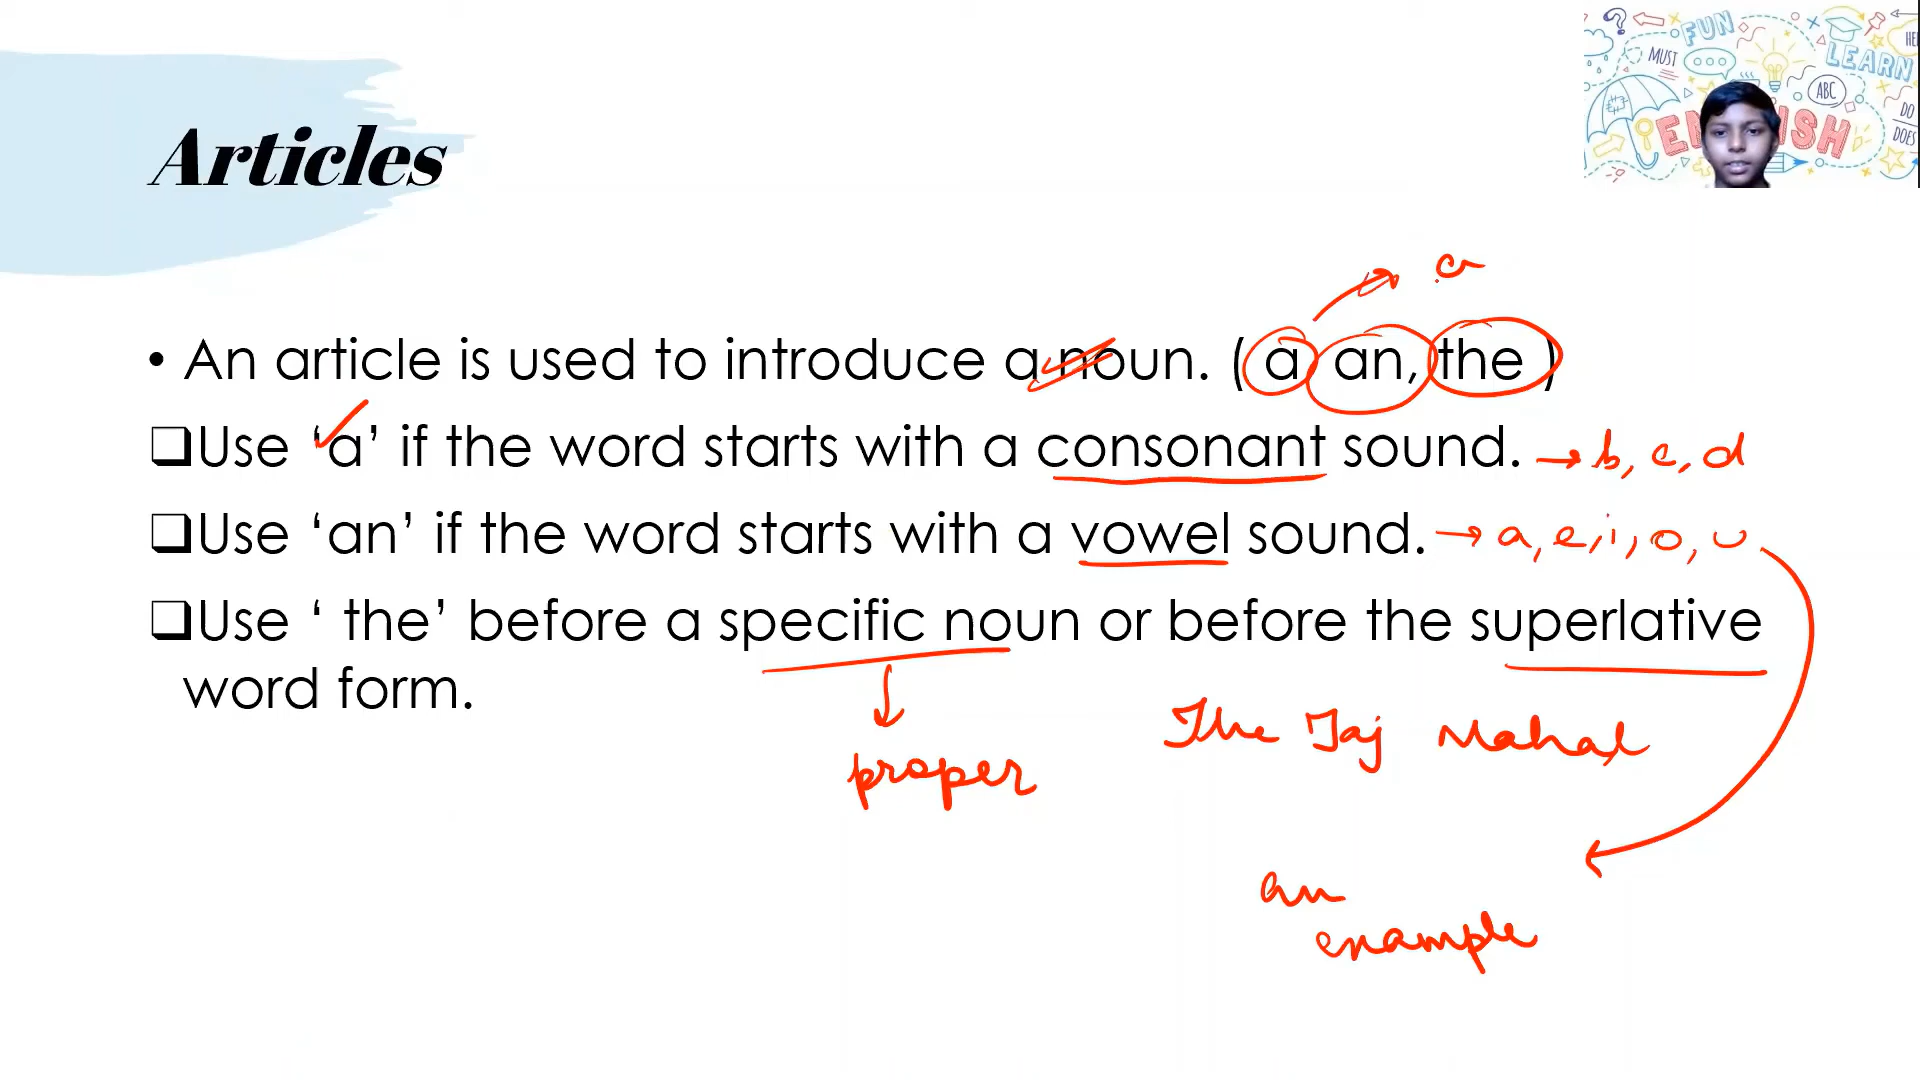 Articles
FUN
MUST
LEARN
HE
ABC
DO
DOES
a
• An article is used to introduce a noun. ( a an, the )
❑Use ‘a’ if the word starts with a consonant sound. → b, c, d
❑Use ‘an’ if the word starts with a vowel sound. → a, e, i, o, u
❑Use ‘ the’ before a specific noun or before the superlative
word form.
The Taj Mahal
proper
an
example